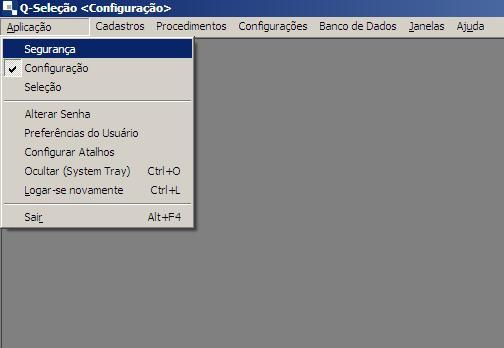 Q-Seleção <Configuração>
Aplicação Cadastros Procedimentos Configurações Banco de Dados Janelas Ajuda
Segurança
Configuração
Seleção
Alterar Senha
Preferências do Usuário
Configurar Atalhos
Ocultar (System Tray) Ctrl+O
Logar-se novamente Ctrl+L
Sair Alt+F4